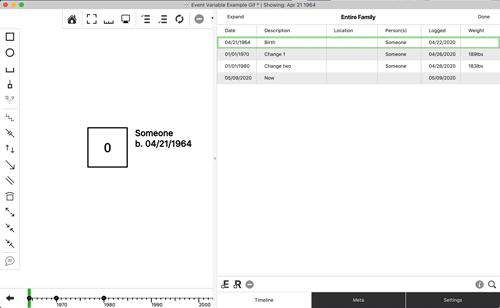 Event Variable Example Gif * | Showing: Apr 21 1964
Expand Entire Family Done
Date Description Location Person(s) Logged Weight
04/21/1964 Birth Someone 04/22/2020
01/01/1970 Change 1 Someone 04/26/2020 189lbs
01/01/1980 Change two Someone 04/26/2020 183lbs
05/09/2020 Now 05/09/2020
0
Someone
b. 04/21/1964
E R
1970 1980 1990 2000
Timeline Meta Settings